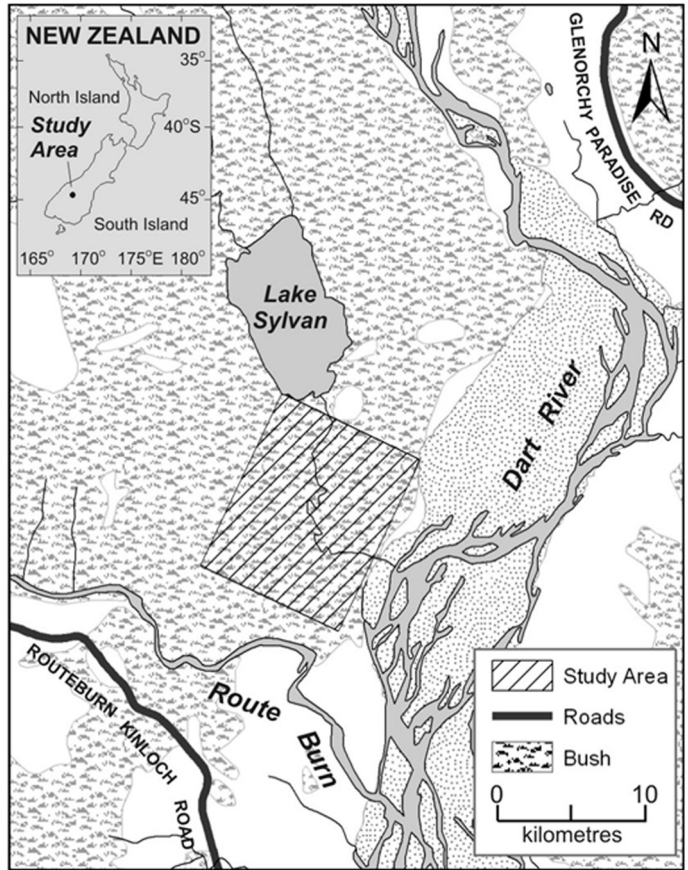 NEW ZEALAND
35°
North Island
40°S
Study
Area
45°
South Island
165° 170° 175°E 180°
GLENORCHY PARADISE RD
N
Lake
Sylvan
Dart River
Route
Burn
ROUTEBURN KINLOCH
ROAD
Study Area
Roads
Bush
0 10
kilometres